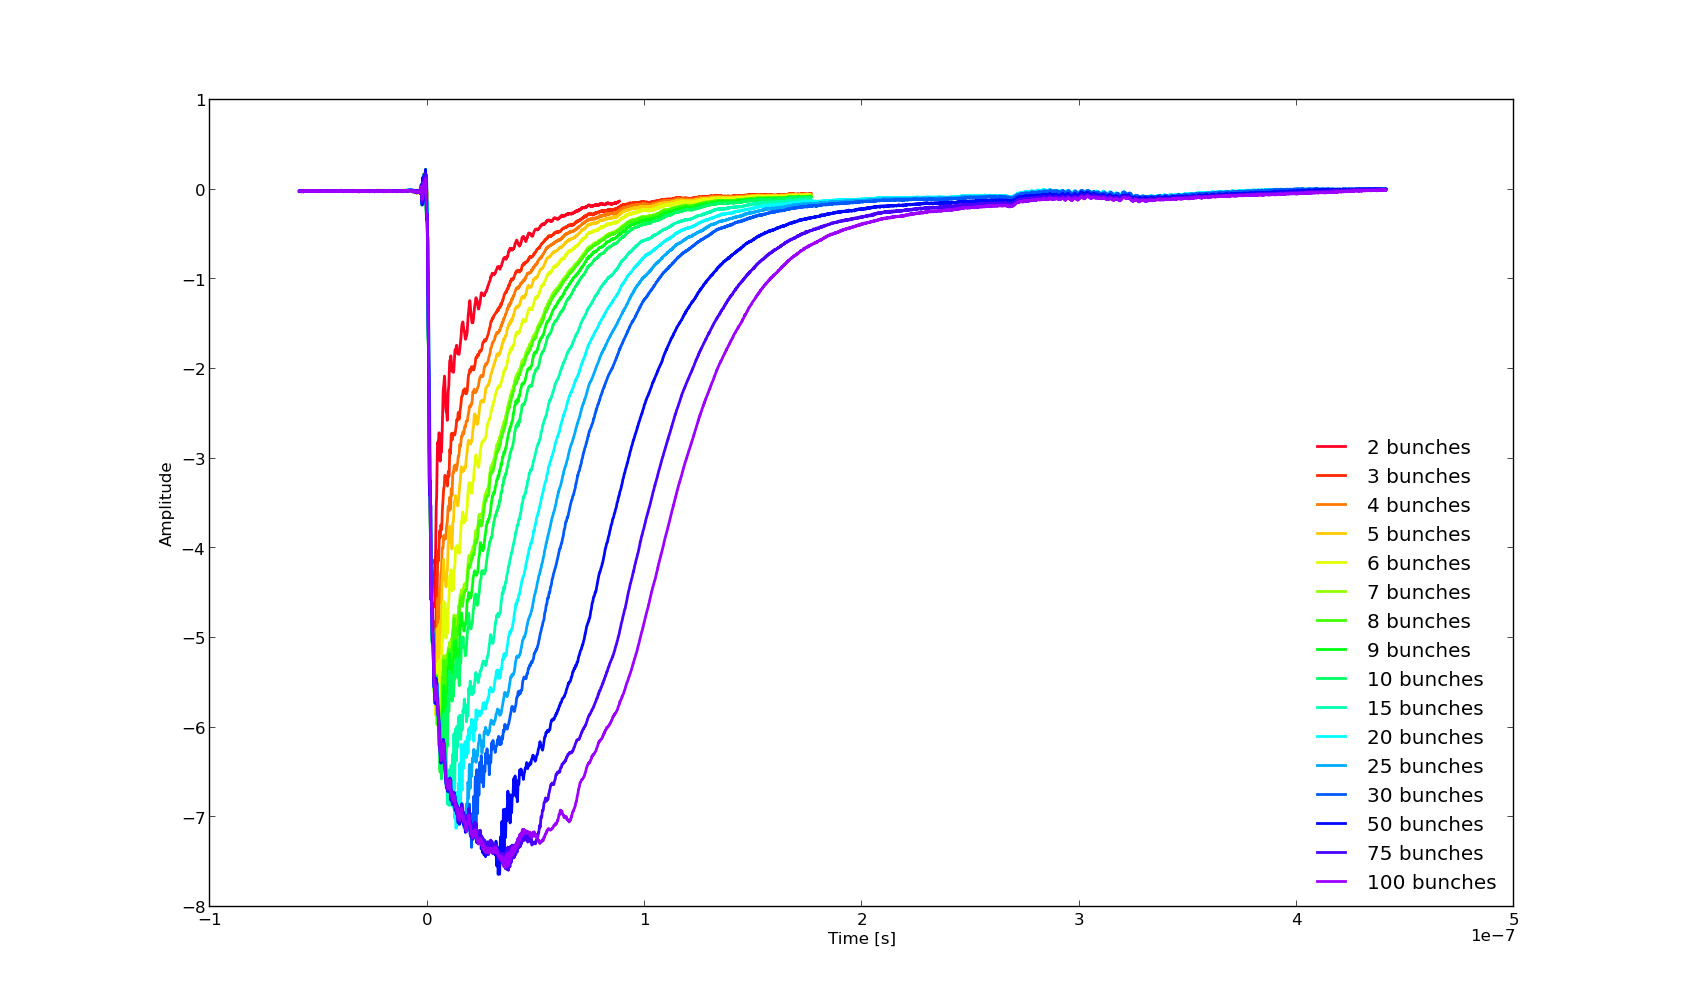 1
0
−1
−2
−3
−4
−5
−6
−7
−8
Amplitude
2 bunches
3 bunches
4 bunches
5 bunches
6 bunches
7 bunches
8 bunches
9 bunches
10 bunches
15 bunches
20 bunches
25 bunches
30 bunches
50 bunches
75 bunches
100 bunches
−1 0 1 2 3 4 5
1e−7
Time [s]